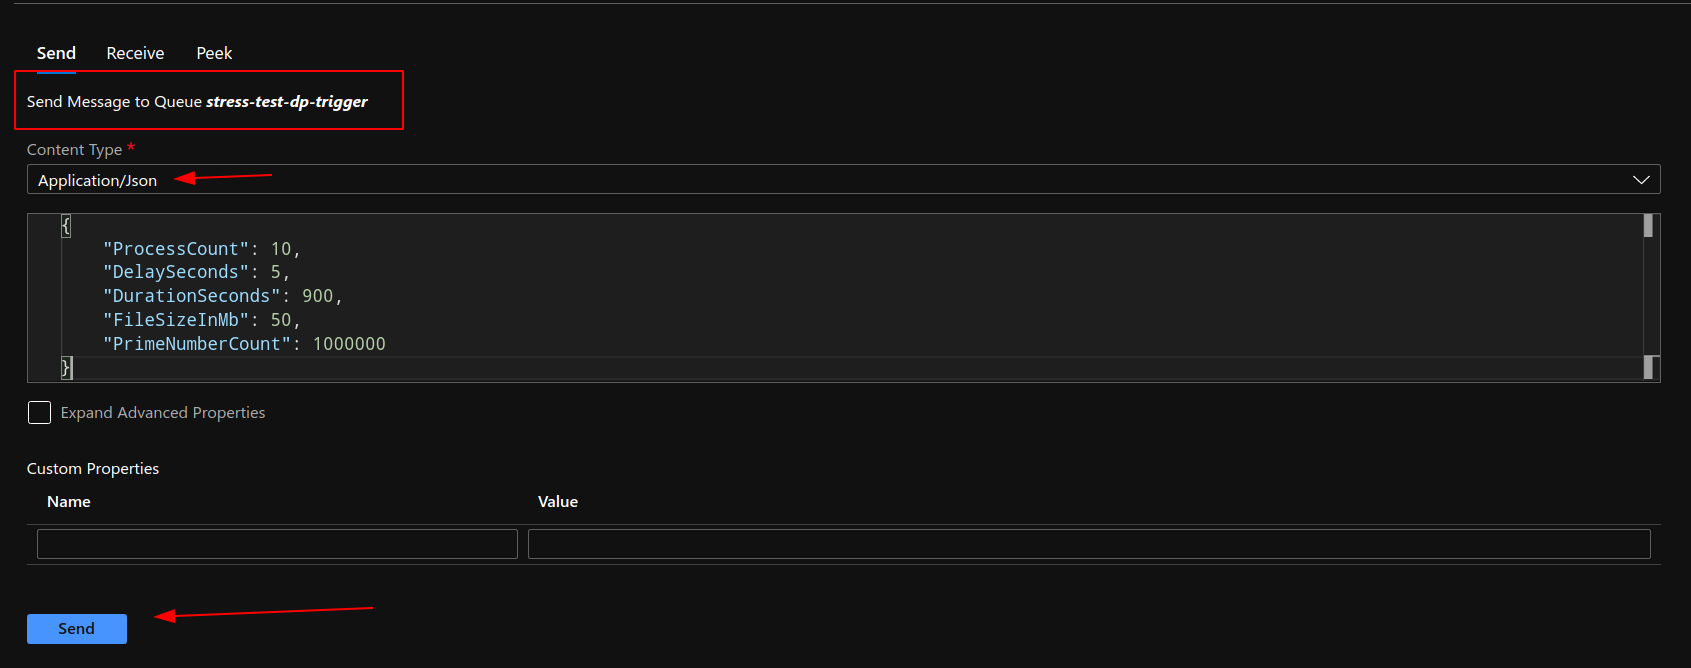 Send Receive Peek
Send Message to Queue stress-test-dp-trigger
Content Type *
Application/Json
{
"ProcessCount": 10,
"DelaySeconds": 5,
"DurationSeconds": 900,
"FileSizeInMb": 50,
"PrimeNumberCount": 1000000
}
Expand Advanced Properties
Custom Properties
Name Value
Send